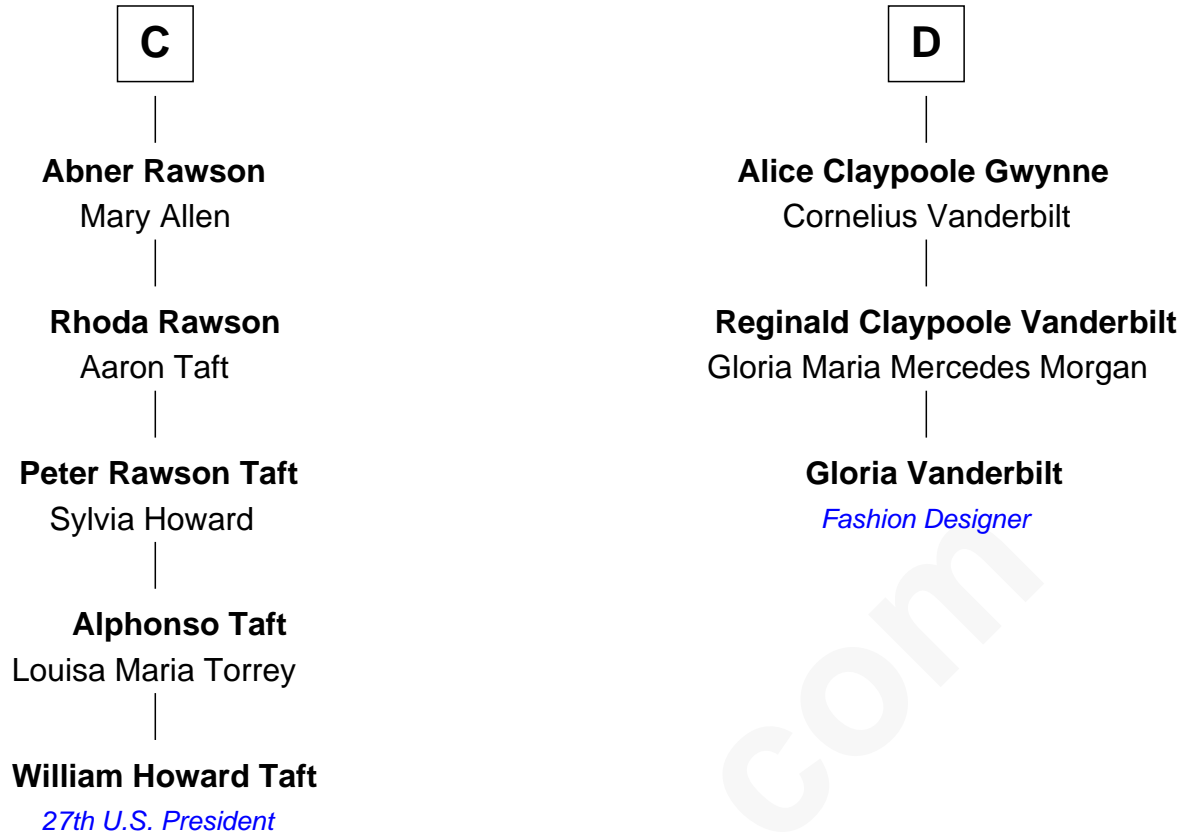 C
Abner Rawson
Mary Allen
Rhoda Rawson
Aaron Taft
Peter Rawson Taft
Sylvia Howard
Alphonso Taft
Louisa Maria Torrey
William Howard Taft
27th U.S. President
D
Alice Claypoole Gwynne
Cornelius Vanderbilt
Reginald Claypoole Vanderbilt
Gloria Maria Mercedes Morgan
Gloria Vanderbilt
Fashion Designer
com